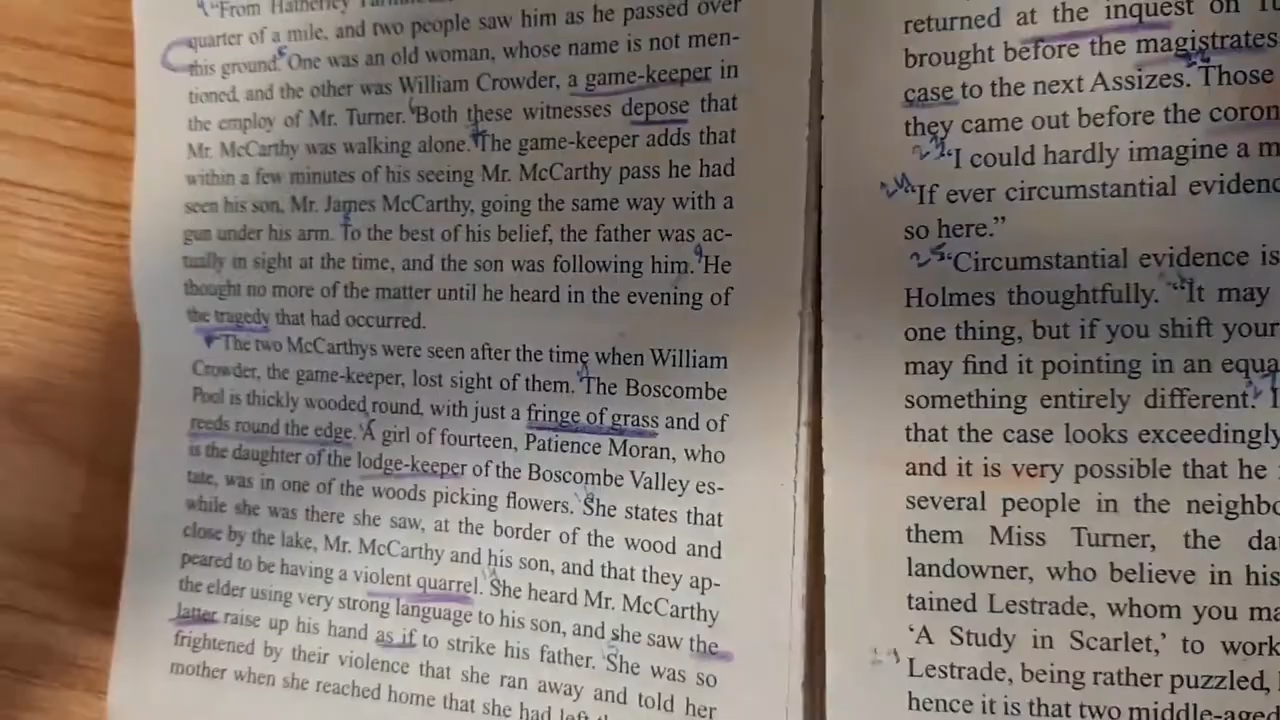 “From Hatherley
quarter of a mile, and two people saw him as he passed over
this ground. One was an old woman, whose name is not men-
tioned, and the other was William Crowder, a game-keeper in
the employ of Mr. Turner. Both these witnesses depose that
Mr. McCarthy was walking alone. The game-keeper adds that
within a few minutes of his seeing Mr. McCarthy pass he had
seen his son, Mr. James McCarthy, going the same way with a
gun under his arm. To the best of his belief, the father was ac-
tually in sight at the time, and the son was following him. He
thought no more of the matter until he heard in the evening of
the tragedy that had occurred.
“The two McCarthys were seen after the time when William
Crowder, the game-keeper, lost sight of them. The Boscombe
Pool is thickly wooded round, with just a fringe of grass and of
reeds round the edge. A girl of fourteen, Patience Moran, who
is the daughter of the lodge-keeper of the Boscombe Valley es-
tate, was in one of the woods picking flowers. She states that
while she was there she saw, at the border of the wood and
close by the lake, Mr. McCarthy and his son, and that they ap-
peared to be having a violent quarrel. She heard Mr. McCarthy
the elder using very strong language to his son, and she saw the
latter raise up his hand as if to strike his father. She was so
frightened by their violence that she ran away and told her
mother when she reached home that she had left
returned at the inquest on
brought before the magistrates
22
case to the next Assizes. Those
they came out before the coron
23 “I could hardly imagine a m
24 “If ever circumstantial evidenc
so here.”
25 “Circumstantial evidence is
Holmes thoughtfully. “It may
one thing, but if you shift your
may find it pointing in an equa
something entirely different. I
that the case looks exceedingly
and it is very possible that he
several people in the neighbo
them Miss Turner, the da
landowner, who believe in his
tained Lestrade, whom you ma
‘A Study in Scarlet,’ to work
Lestrade, being rather puzzled,
hence it is that two middle-aged